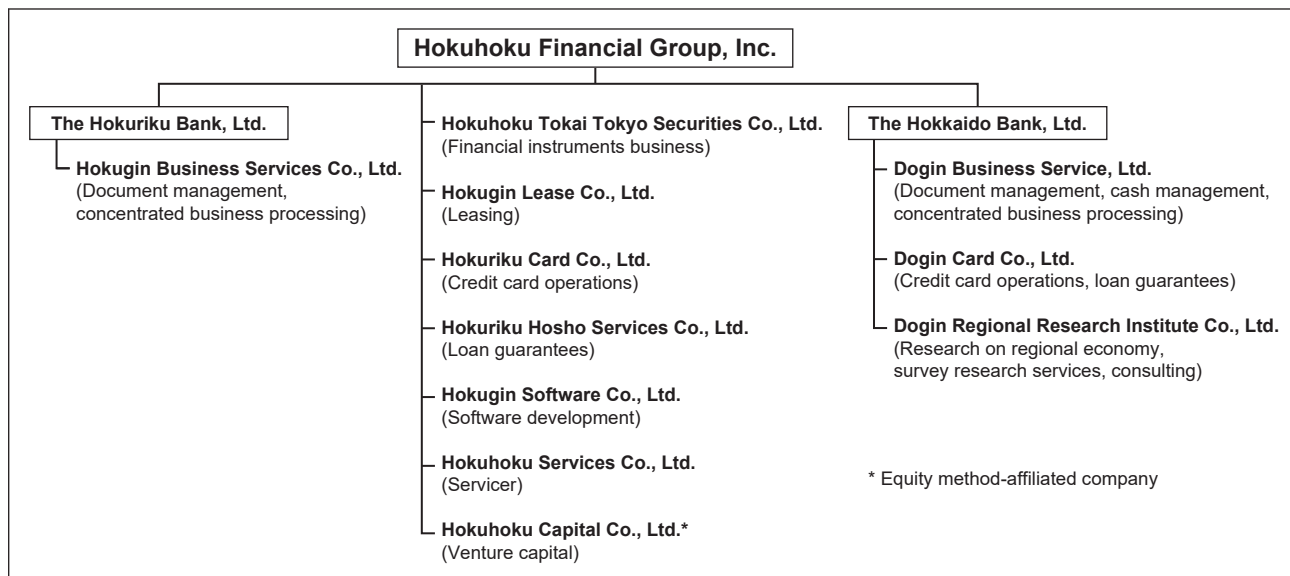 Hokuhoku Financial Group, Inc.
The Hokuriku Bank, Ltd.
Hokugin Business Services Co., Ltd.
(Document management,
concentrated business processing)
Hokuhoku Tokai Tokyo Securities Co., Ltd.
(Financial instruments business)
Hokugin Lease Co., Ltd.
(Leasing)
Hokuriku Card Co., Ltd.
(Credit card operations)
Hokuriku Hosho Services Co., Ltd.
(Loan guarantees)
Hokugin Software Co., Ltd.
(Software development)
Hokuhoku Services Co., Ltd.
(Servicer)
Hokuhoku Capital Co., Ltd.*
(Venture capital)
The Hokkaido Bank, Ltd.
Dogin Business Service, Ltd.
(Document management, cash management,
concentrated business processing)
Dogin Card Co., Ltd.
(Credit card operations, loan guarantees)
Dogin Regional Research Institute Co., Ltd.
(Research on regional economy,
survey research services, consulting)
* Equity method-affiliated company